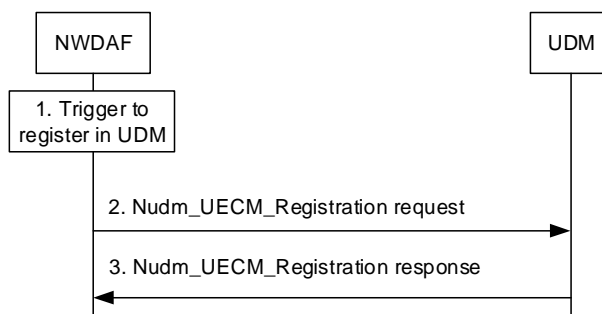 NWDAF
UDM
1. Trigger to
register in UDM
2. Nudm_UECM_Registration request
3. Nudm_UECM_Registration response